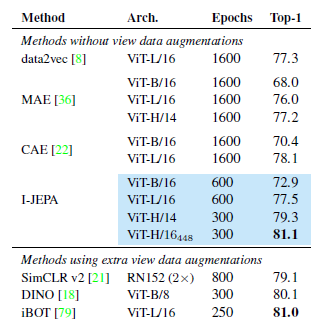 Method Arch. Epochs Top-1
Methods without view data augmentations
data2vec [8] ViT-L/16 1600 77.3
ViT-B/16 1600 68.0
MAE [36] ViT-L/16 1600 76.0
ViT-H/14 1600 77.2
CAE [22] ViT-B/16 1600 70.4
ViT-L/16 1600 78.1
I-JEPA ViT-B/16 600 72.9
ViT-L/16 600 77.5
ViT-H/14 300 79.3
ViT-H/16448 300 81.1
Methods using extra view data augmentations
SimCLR v2 [21] RN152 (2×) 800 79.1
DINO [18] ViT-B/8 300 80.1
iBOT [79] ViT-L/16 250 81.0